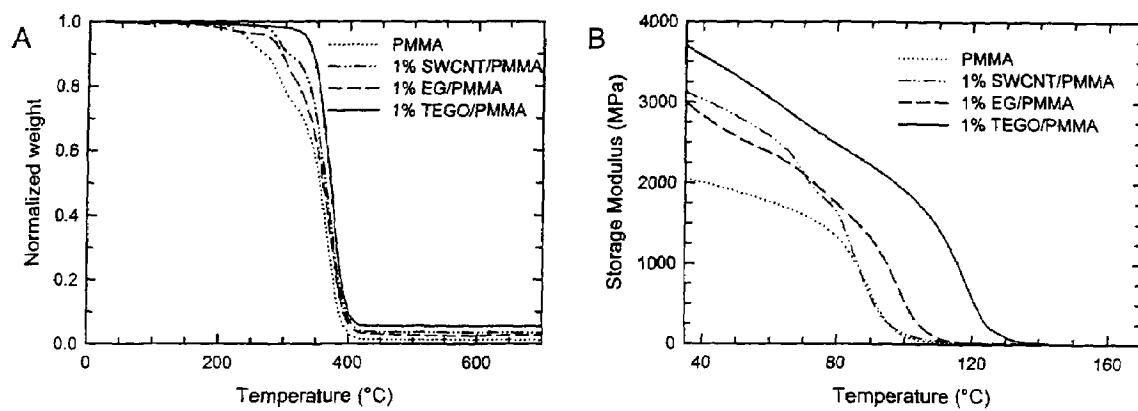 A
1.0
0.8
0.6
0.4
0.2
0.0
Normalized weight
0
200
400
600
Temperature (°C)
PMMA
1% SWCNT/PMMA
1% EG/PMMA
1% TEGO/PMMA
B
4000
3000
2000
1000
0
Storage Modulus (MPa)
40
80
120
160
Temperature (°C)
PMMA
1% SWCNT/PMMA
1% EG/PMMA
1% TEGO/PMMA